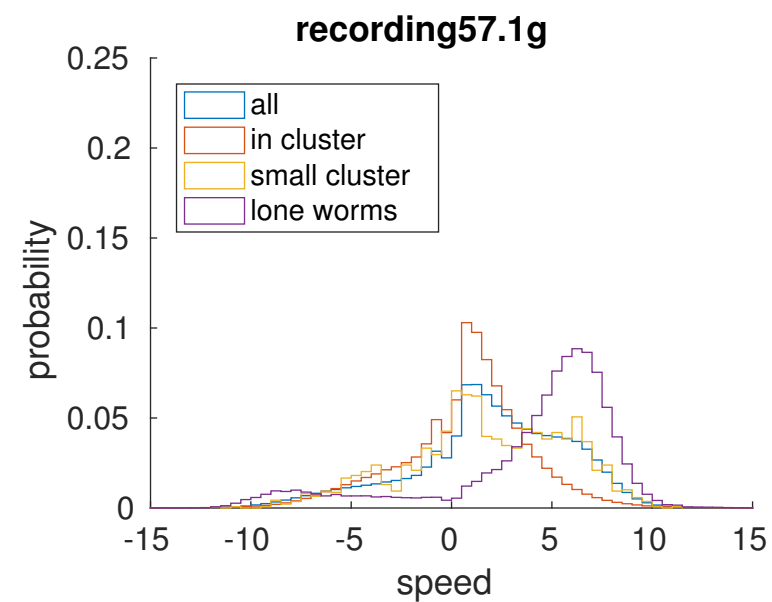 recording57.1g
0.25
0.2
0.15
0.1
0.05
0
probability
all
in cluster
small cluster
lone worms
-15 -10 -5 0 5 10 15
speed